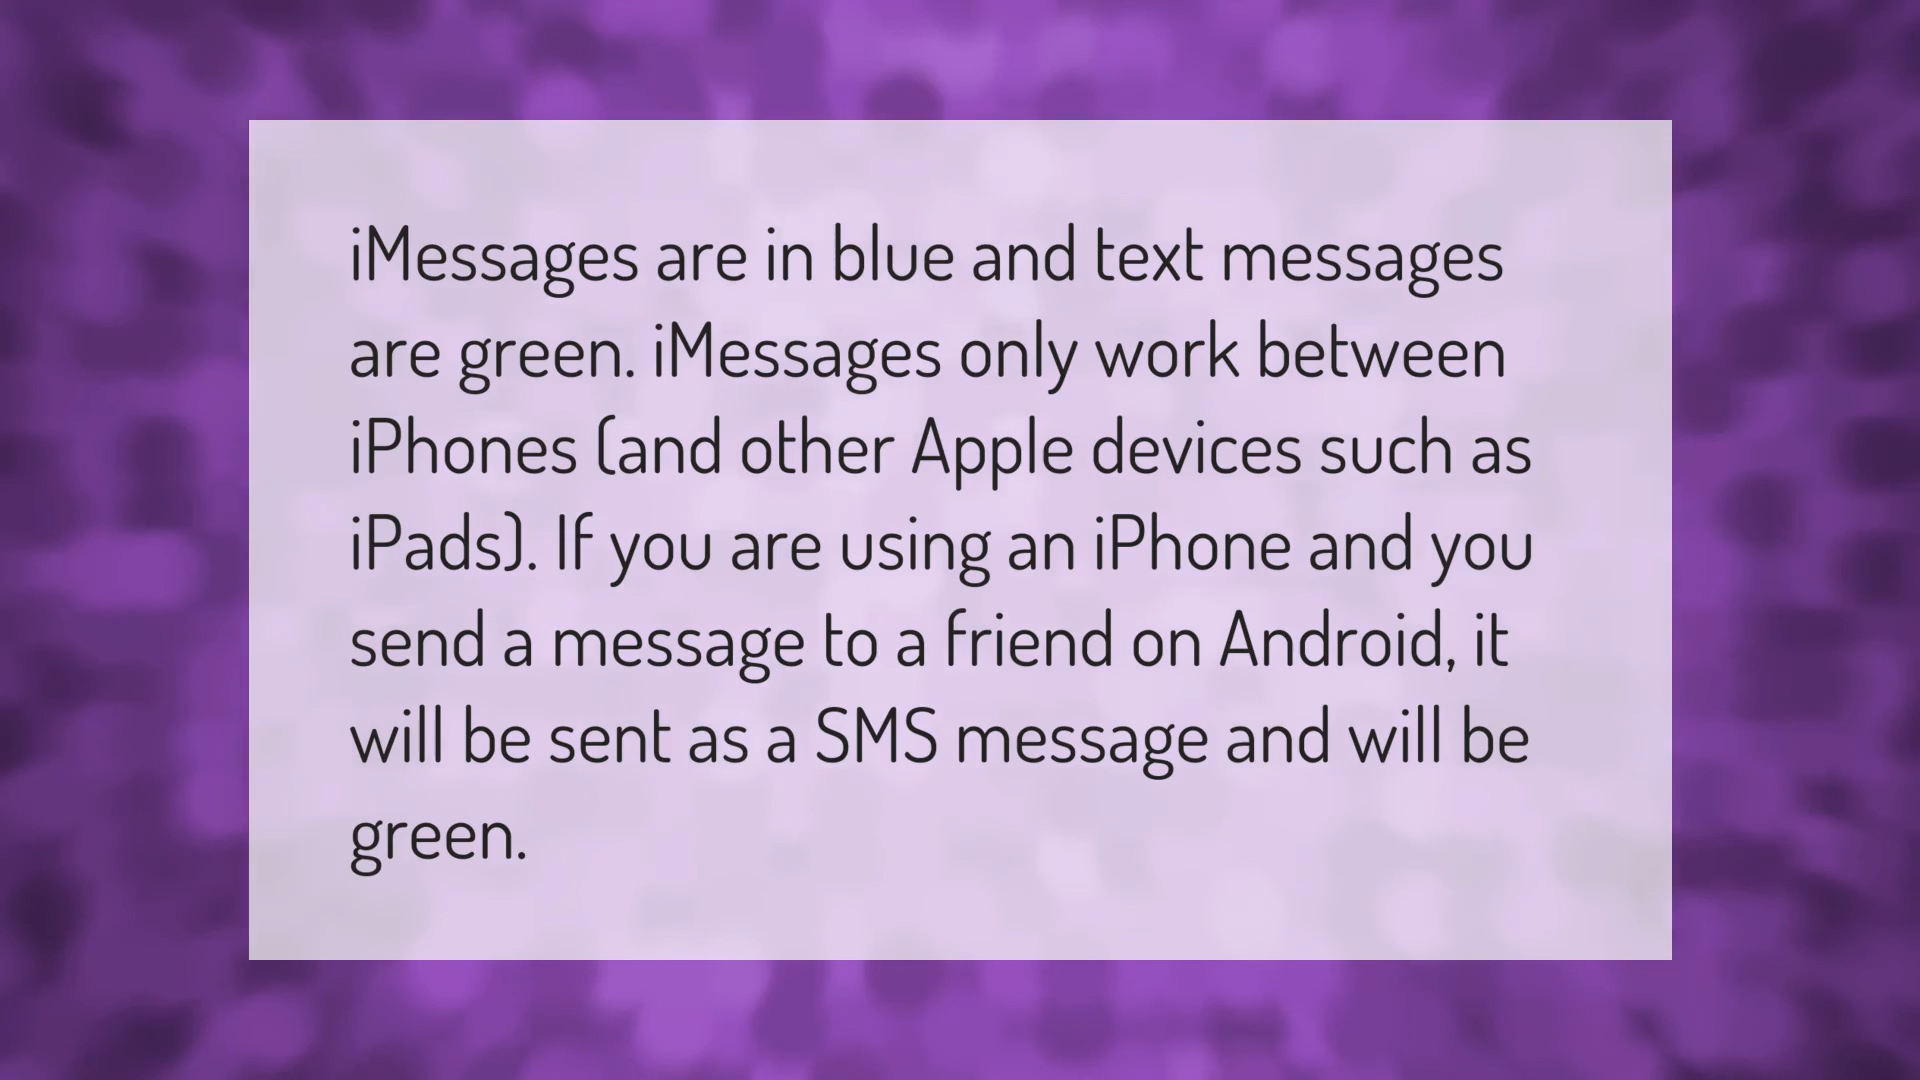 iMessages are in blue and text messages
are green. iMessages only work between
iPhones (and other Apple devices such as
iPads). If you are using an iPhone and you
send a message to a friend on Android, it
will be sent as a SMS message and will be
green.